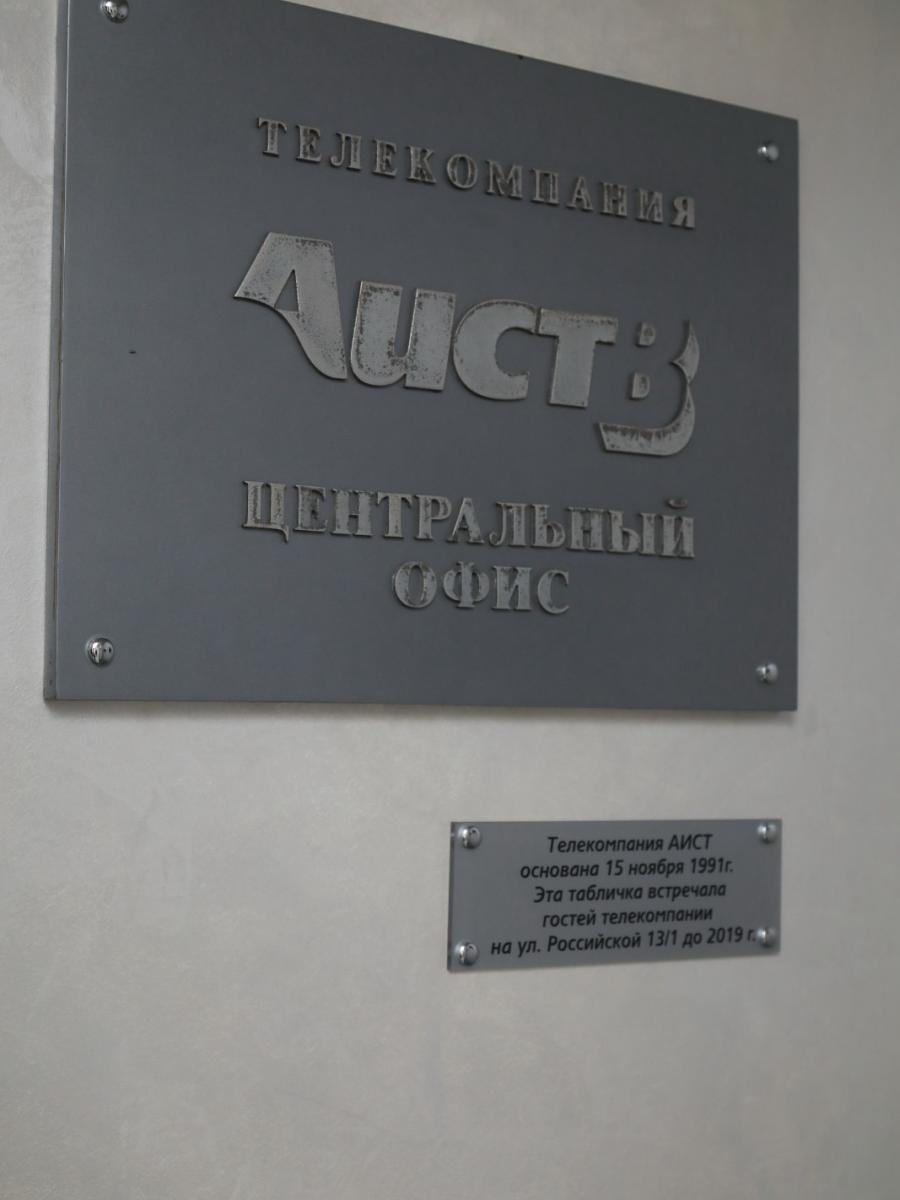 ТЕЛЕКОМПАНИЯ
Аист
ЦЕНТРАЛЬНЫЙ
ОФИС
Телекомпания АИСТ
основана 15 ноября 1991г.
Эта табличка встречала
гостей телекомпании
на ул. Российской 13/1 до 2019 г.